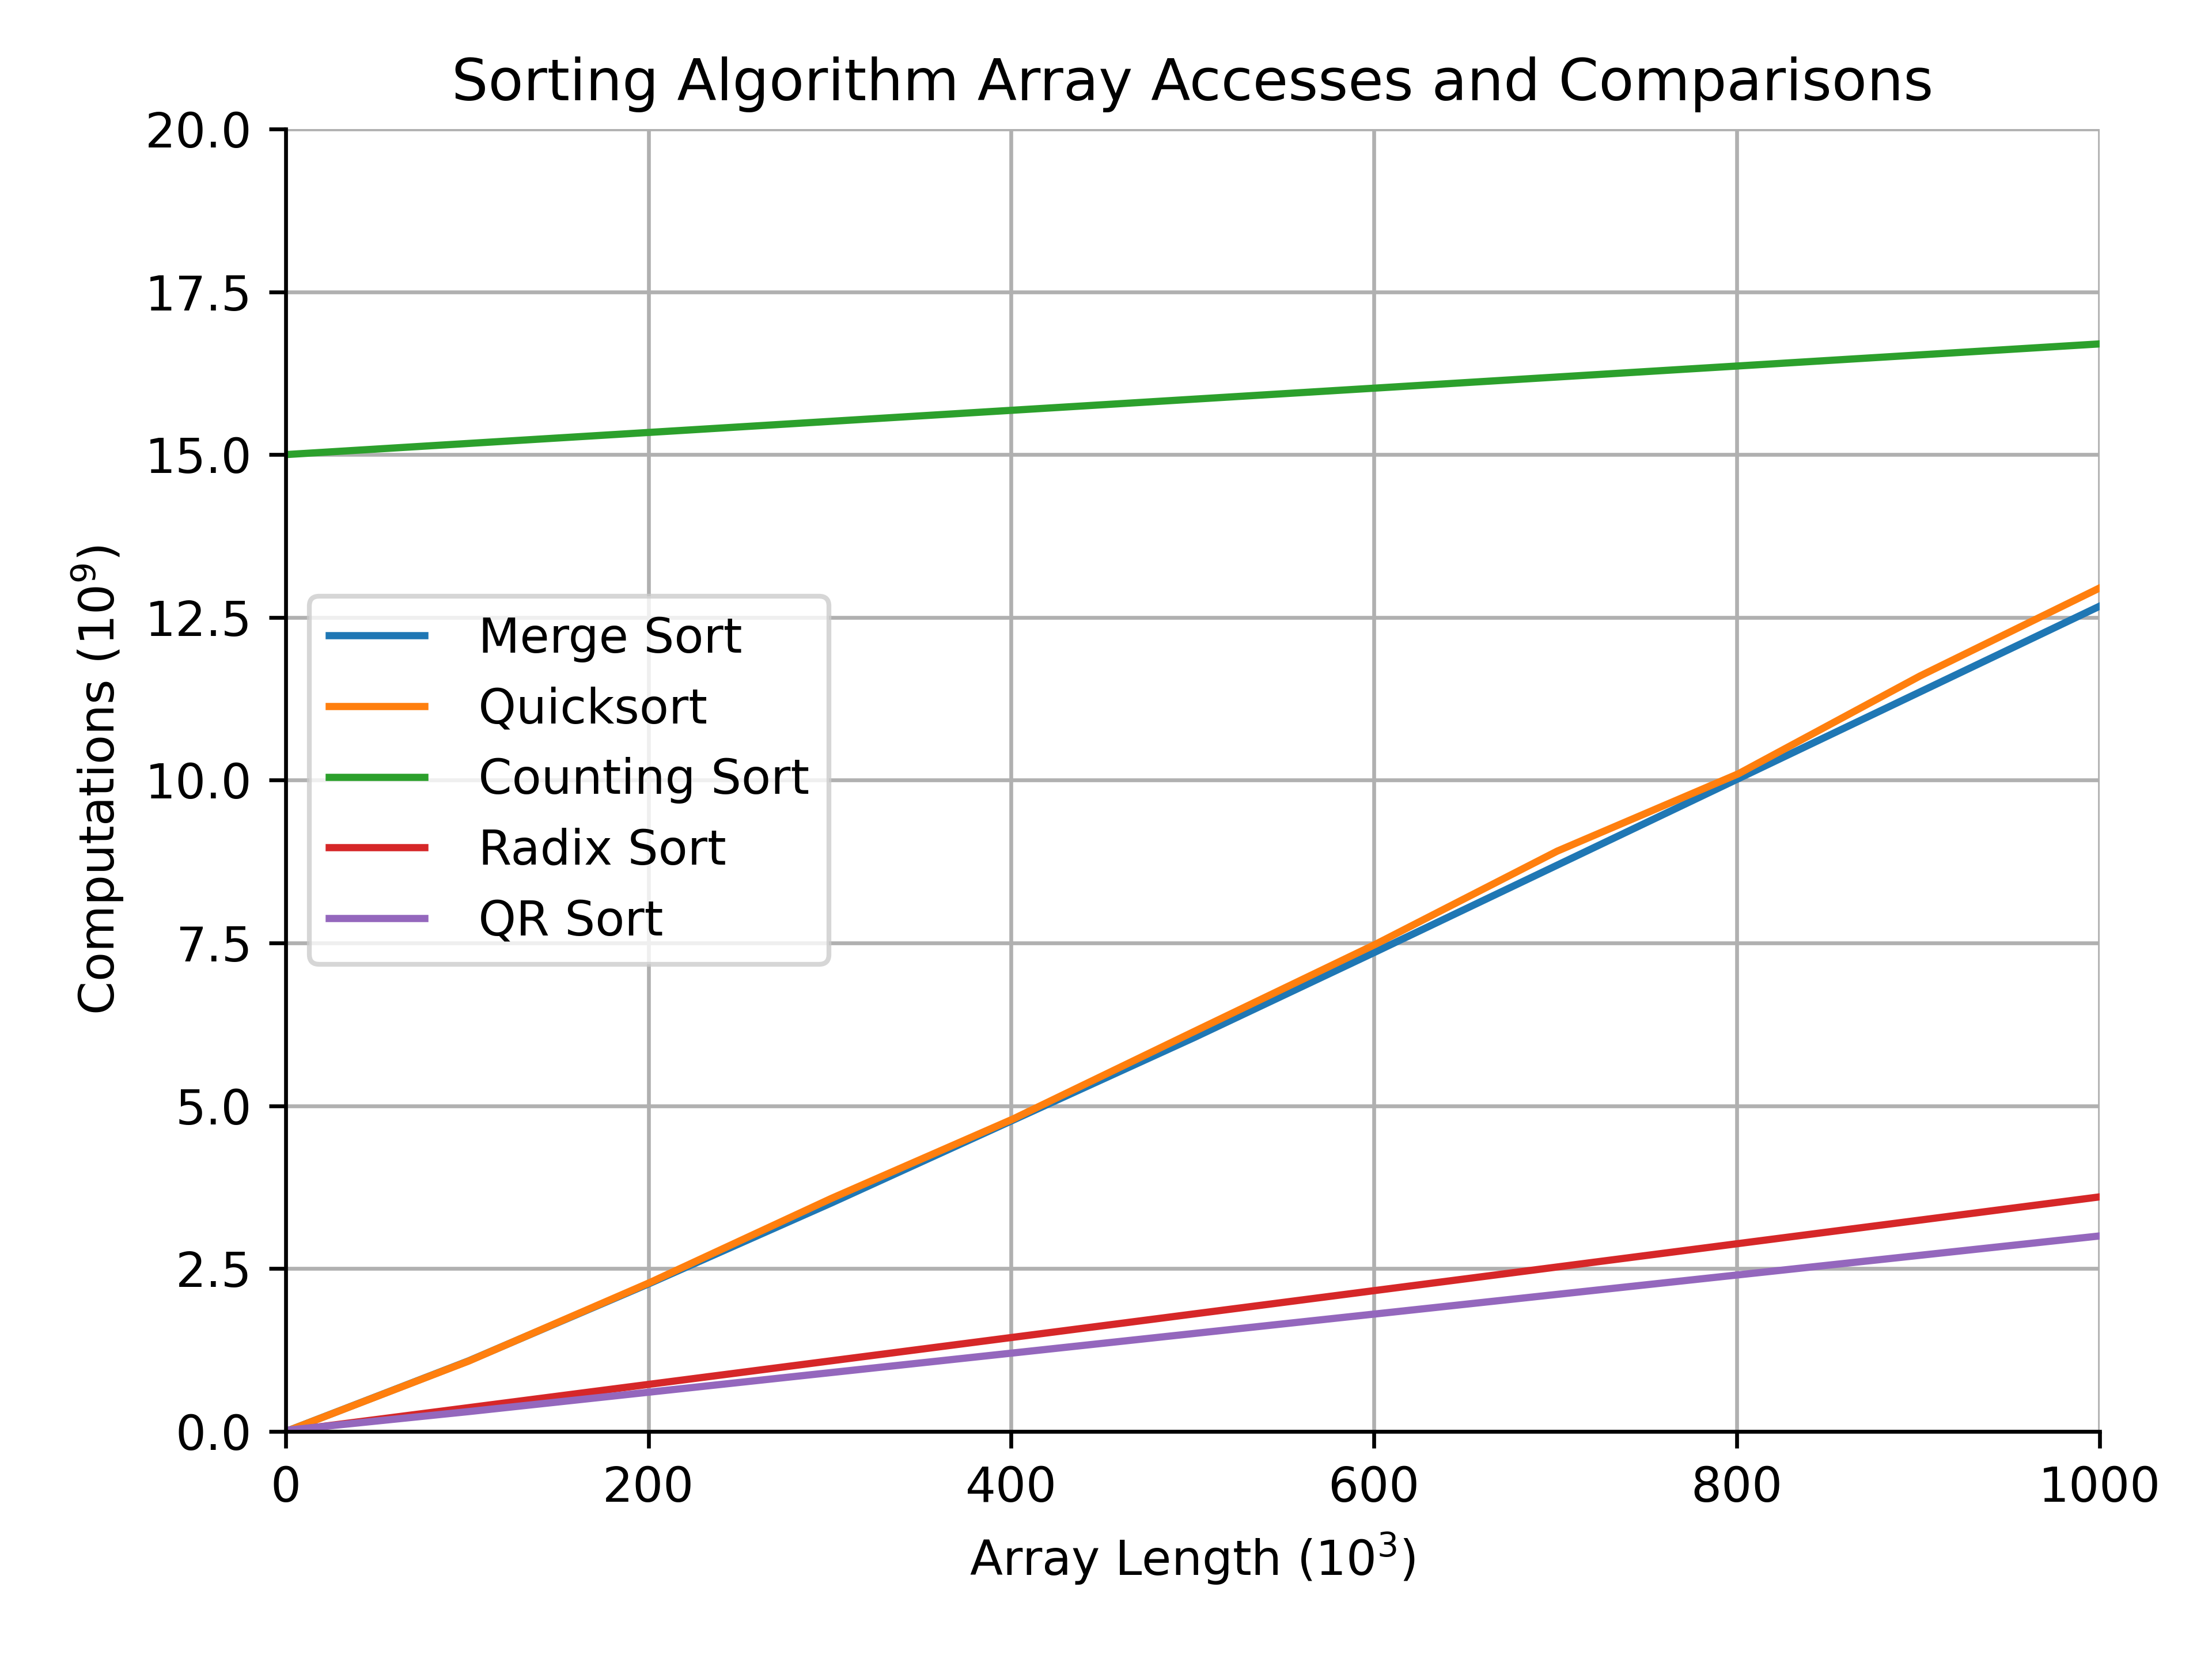 Sorting Algorithm Array Accesses and Comparisons
20.0
17.5
15.0
12.5
10.0
7.5
5.0
2.5
0.0
Computations (10⁹)
Merge Sort
Quicksort
Counting Sort
Radix Sort
QR Sort
0 200 400 600 800 1000
Array Length (10³)